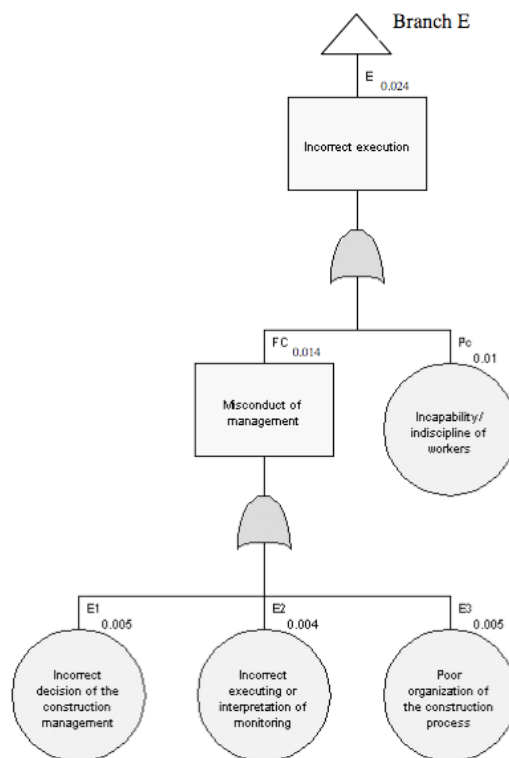 Branch E
E
0.024
Incorrect execution
FC
0.014
Pc
0.01
Misconduct of
management
Incapability/
indiscipline of
workers
E1
0.005
E2
0.004
E3
0.005
Incorrect
decision of the
construction
management
Incorrect
executing or
interpretation of
monitoring
Poor
organization of
the construction
process